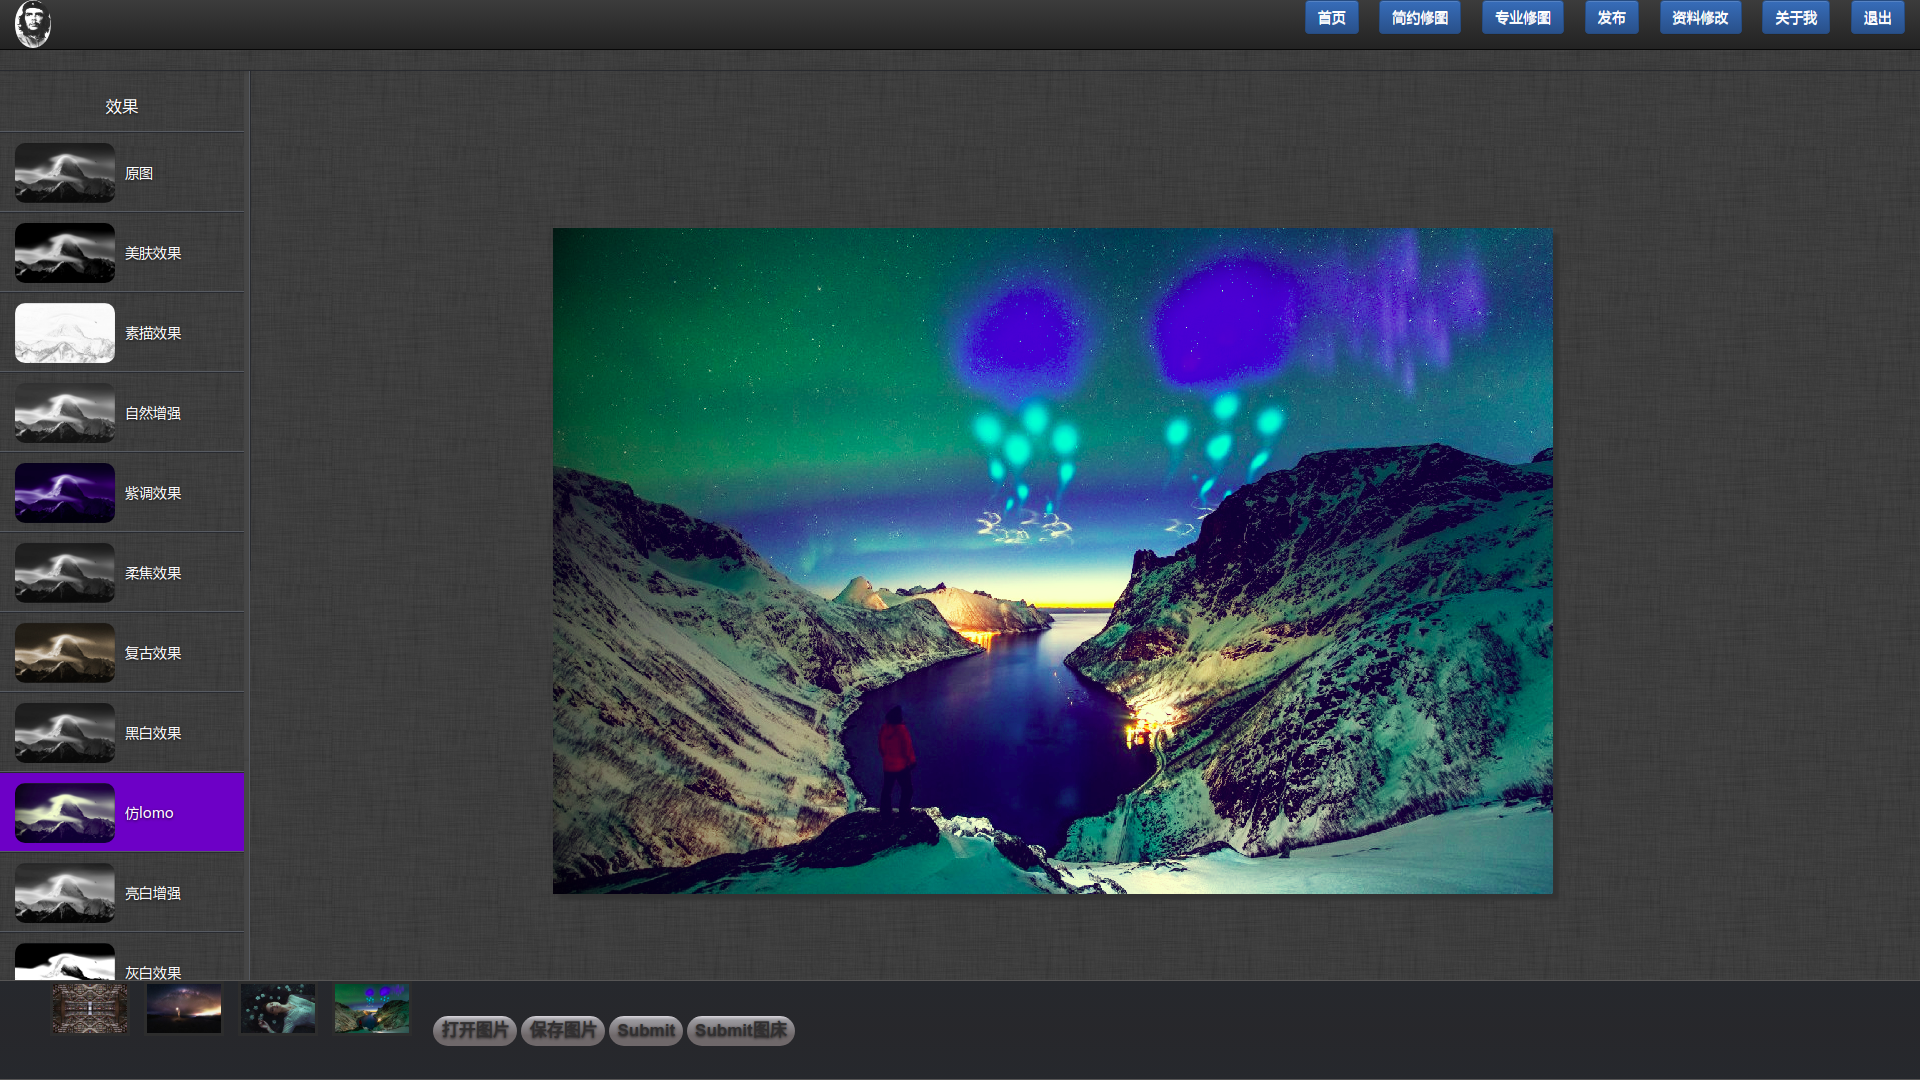 首页 简约修图 专业修图 发布 资料修改 关于我 退出
效果
原图
美肤效果
素描效果
自然增强
紫调效果
柔焦效果
复古效果
黑白效果
仿lomo
亮白增强
灰白效果
打开图片 保存图片 Submit Submit图床